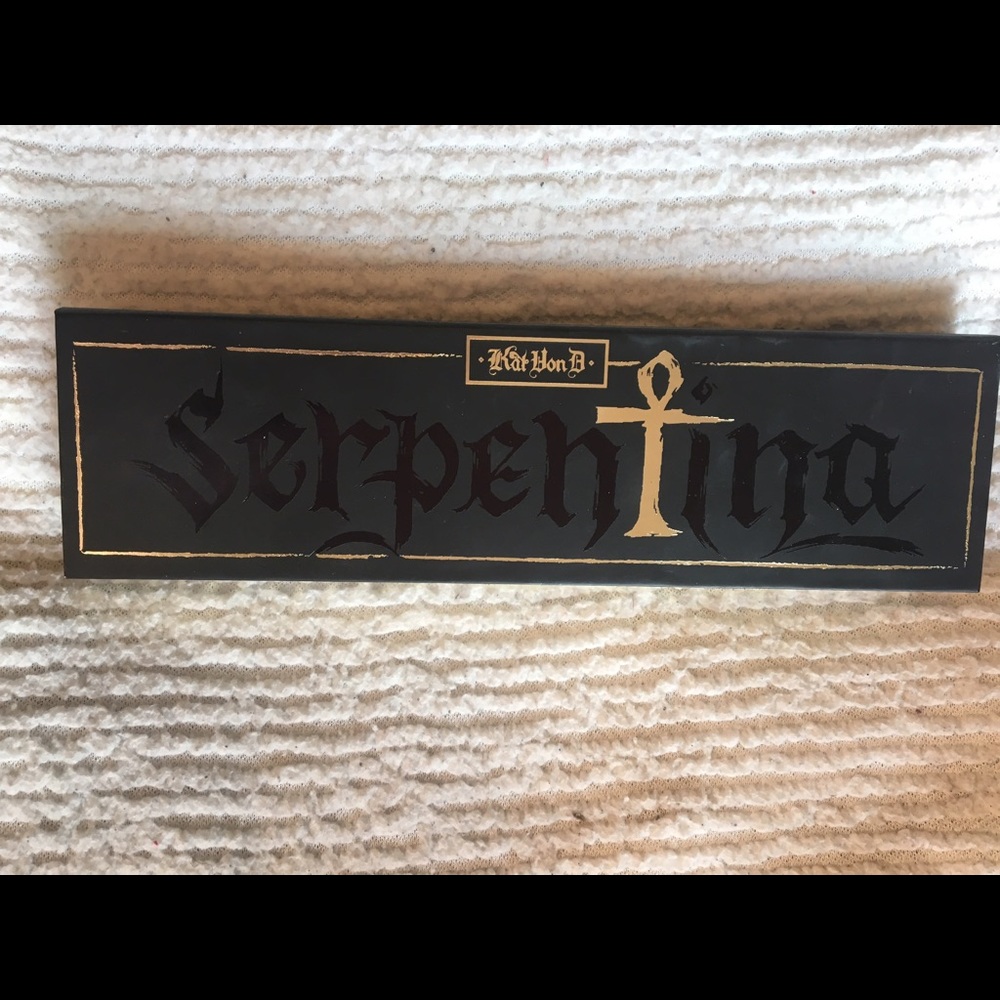 ·Kat Von D·
Serpentina